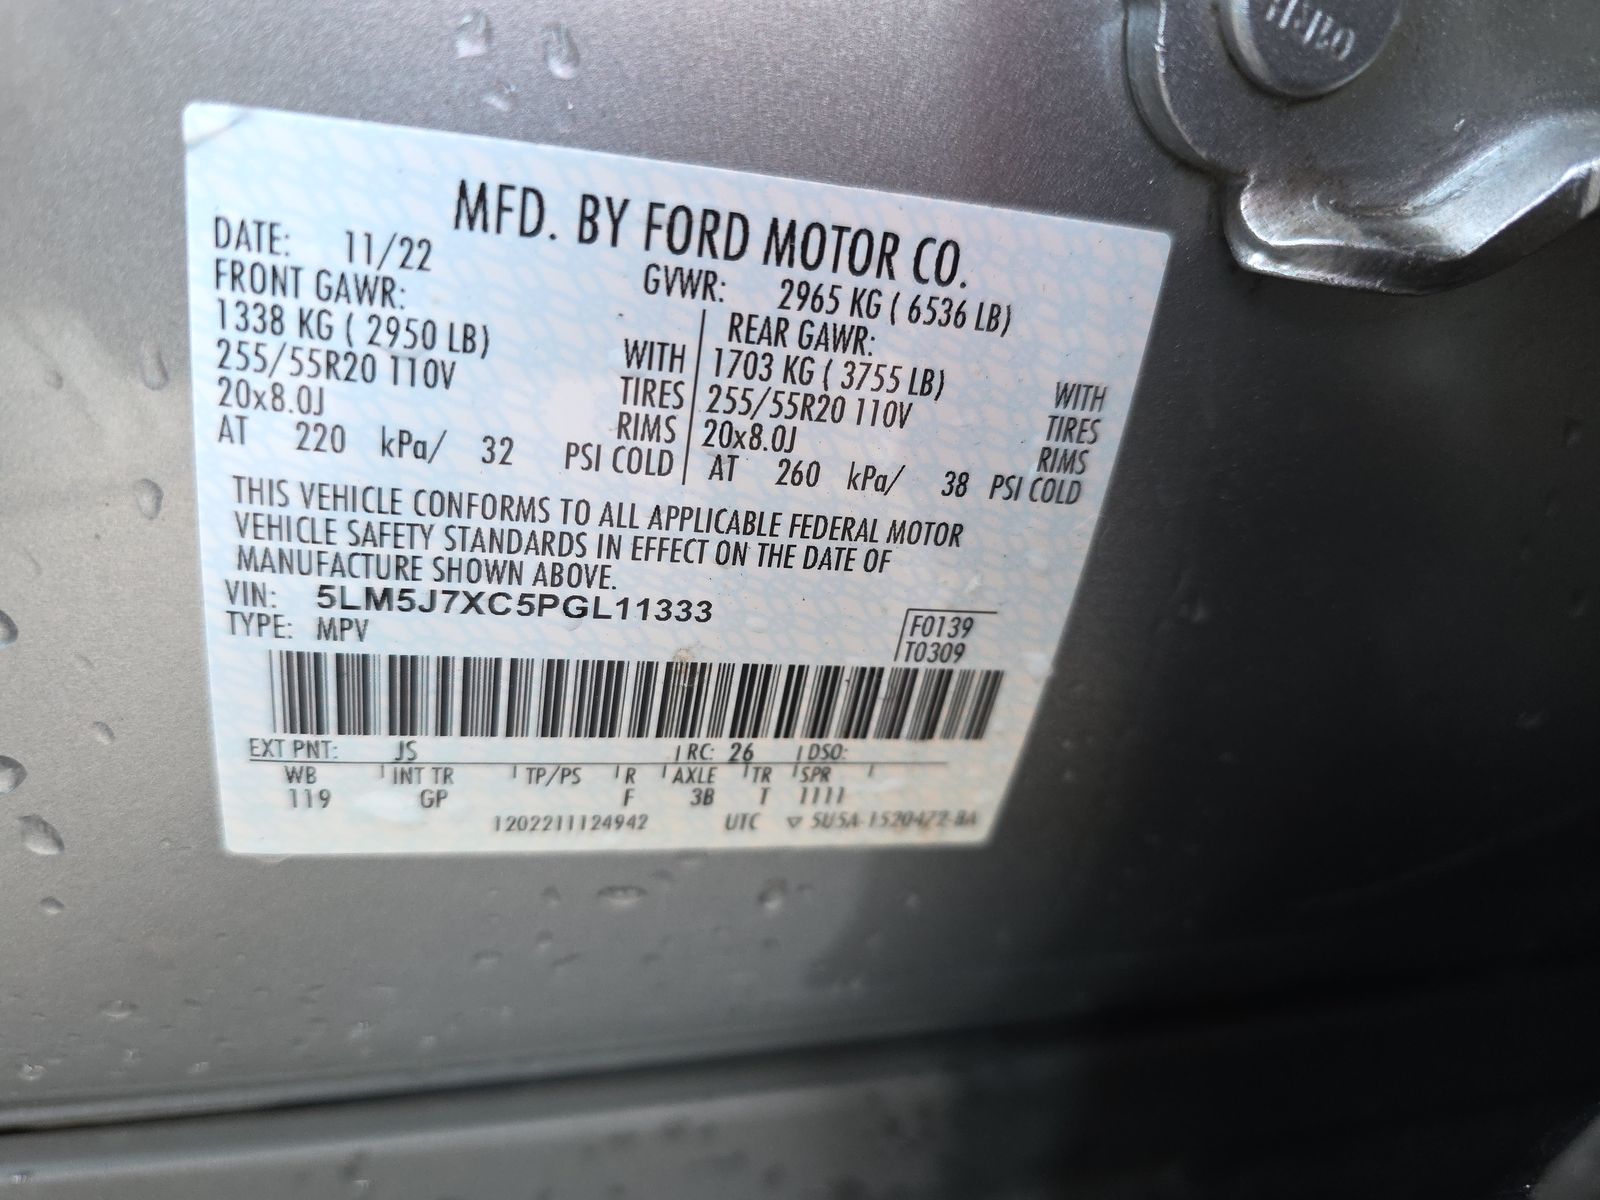 MFD. BY FORD MOTOR CO.
DATE: 11/22 GVWR: 2965 KG ( 6536 LB)
FRONT GAWR: REAR GAWR:
1338 KG ( 2950 LB) WITH 1703 KG ( 3755 LB) WITH
255/55R20 110V TIRES 255/55R20 110V TIRES
20x8.0J RIMS 20x8.0J RIMS
AT 220 kPa/ 32 PSI COLD AT 260 kPa/ 38 PSI COLD
THIS VEHICLE CONFORMS TO ALL APPLICABLE FEDERAL MOTOR
VEHICLE SAFETY STANDARDS IN EFFECT ON THE DATE OF
MANUFACTURE SHOWN ABOVE.
VIN: 5LM5J7XC5PGL11333
TYPE: MPV
F0139
T0309
EXT PNT: JS RC: 26 DSO:
WB INT TR TP/PS R AXLE TR SPR
119 GP F 3B T 1111
1202211124942 UTC ▽ 5U5A-1520472-BA